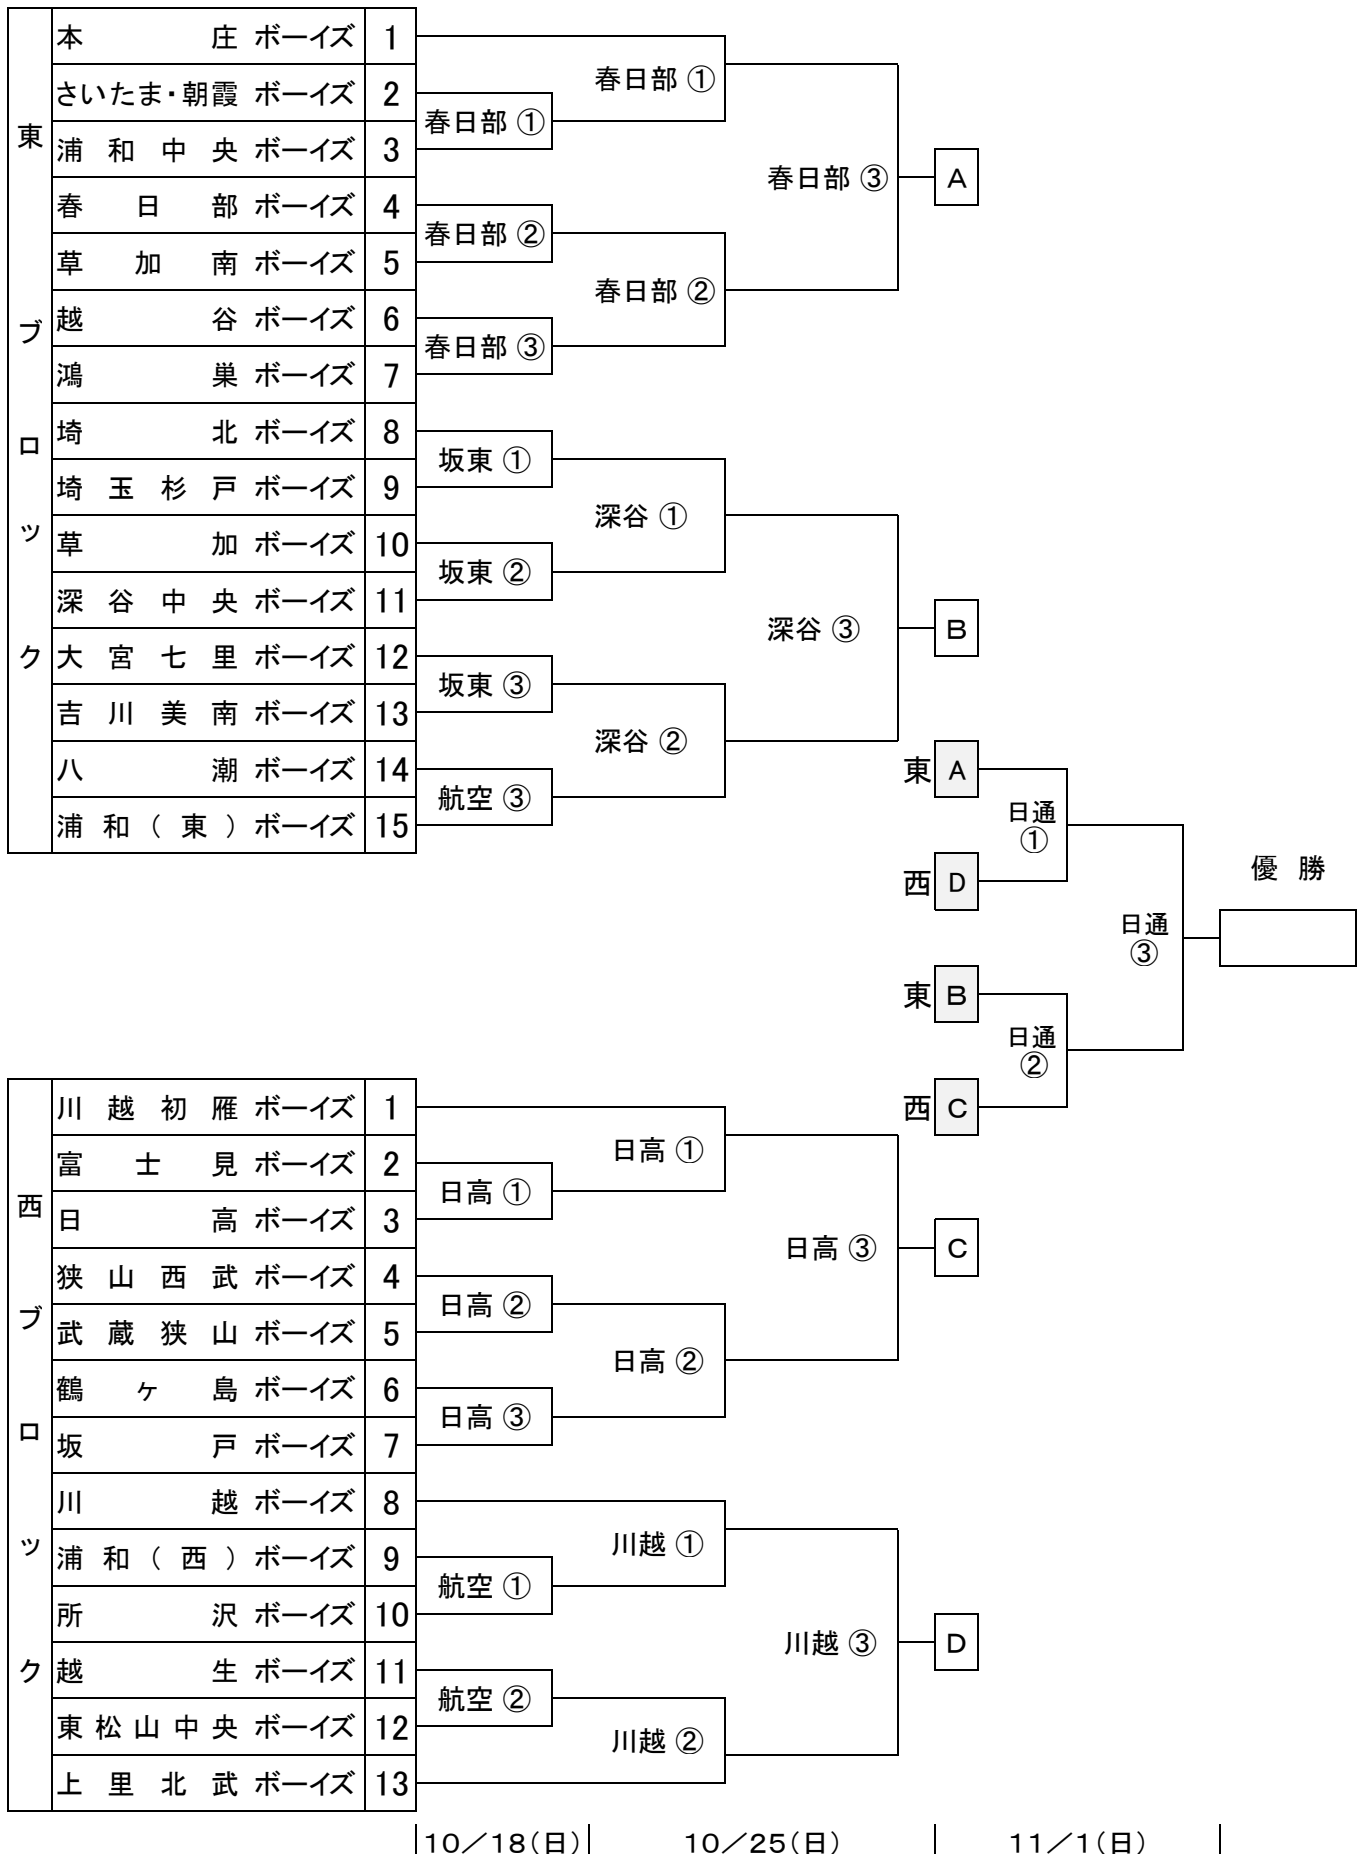 東ブロック
本庄ボーイズ 1
さいたま・朝霞ボーイズ 2
浦和中央ボーイズ 3
春日部ボーイズ 4
草加南ボーイズ 5
越谷ボーイズ 6
鴻巣ボーイズ 7
埼北ボーイズ 8
埼玉杉戸ボーイズ 9
草加ボーイズ 10
深谷中央ボーイズ 11
大宮七里ボーイズ 12
吉川美南ボーイズ 13
八潮ボーイズ 14
浦和(東)ボーイズ 15
春日部 ①
春日部 ②
春日部 ③
坂東 ①
坂東 ②
坂東 ③
航空 ③
春日部 ①
春日部 ②
深谷 ①
深谷 ②
春日部 ③
深谷 ③
A
B
東 A
西 D
東 B
西 C
日通
①
日通
②
日通
③
優勝
西ブロック
川越初雁ボーイズ 1
富士見ボーイズ 2
日高ボーイズ 3
狭山西武ボーイズ 4
武蔵狭山ボーイズ 5
鶴ヶ島ボーイズ 6
坂戸ボーイズ 7
川越ボーイズ 8
浦和(西)ボーイズ 9
所沢ボーイズ 10
越生ボーイズ 11
東松山中央ボーイズ 12
上里北武ボーイズ 13
日高 ①
日高 ②
日高 ③
航空 ①
航空 ②
日高 ①
日高 ②
川越 ①
川越 ②
日高 ③
川越 ③
C
D
10/18(日)
10/25(日)
11/1(日)